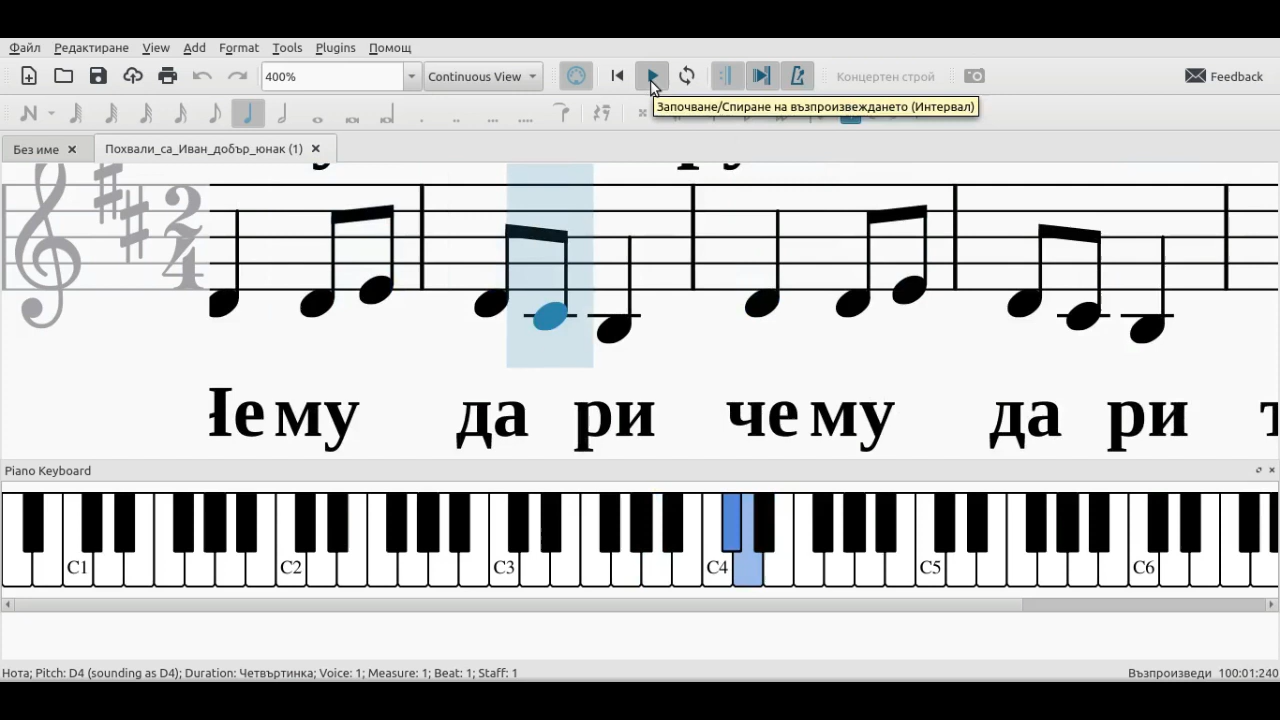 Файл Редактиране View Add Format Tools Plugins Помощ
400% Continuous View Концертен строй Feedback
Започване/Спиране на възпроизвеждането (Интервал)
Без име Похвали_са_Иван_добър_юнак (1)
2
4
му да ри че му да ри
Piano Keyboard
C1 C2 C3 C4 C5 C6
Нота; Pitch: D4 (sounding as D4); Duration: Четвъртинка; Voice: 1; Measure: 1; Beat: 1; Staff: 1 Възпроизведи 100:01:240